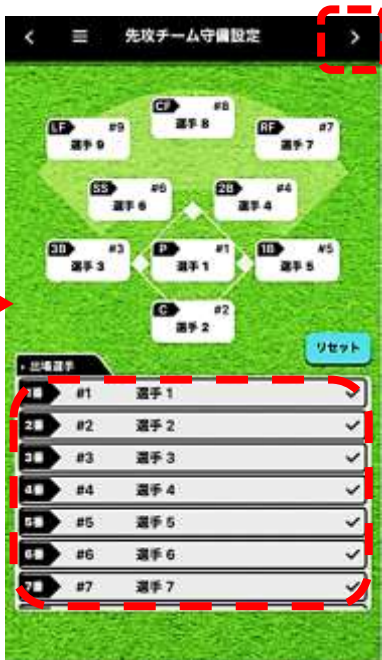 先攻チーム守備設定
CF #8
選手 8
LF #9
選手 9
RF #7
選手 7
SS #6
選手 6
2B #4
選手 4
3B #3
選手 3
P #1
選手 1
1B #5
選手 5
C #2
選手 2
リセット
出場選手
1番 #1 選手 1
2番 #2 選手 2
3番 #3 選手 3
4番 #4 選手 4
5番 #5 選手 5
6番 #6 選手 6
7番 #7 選手 7